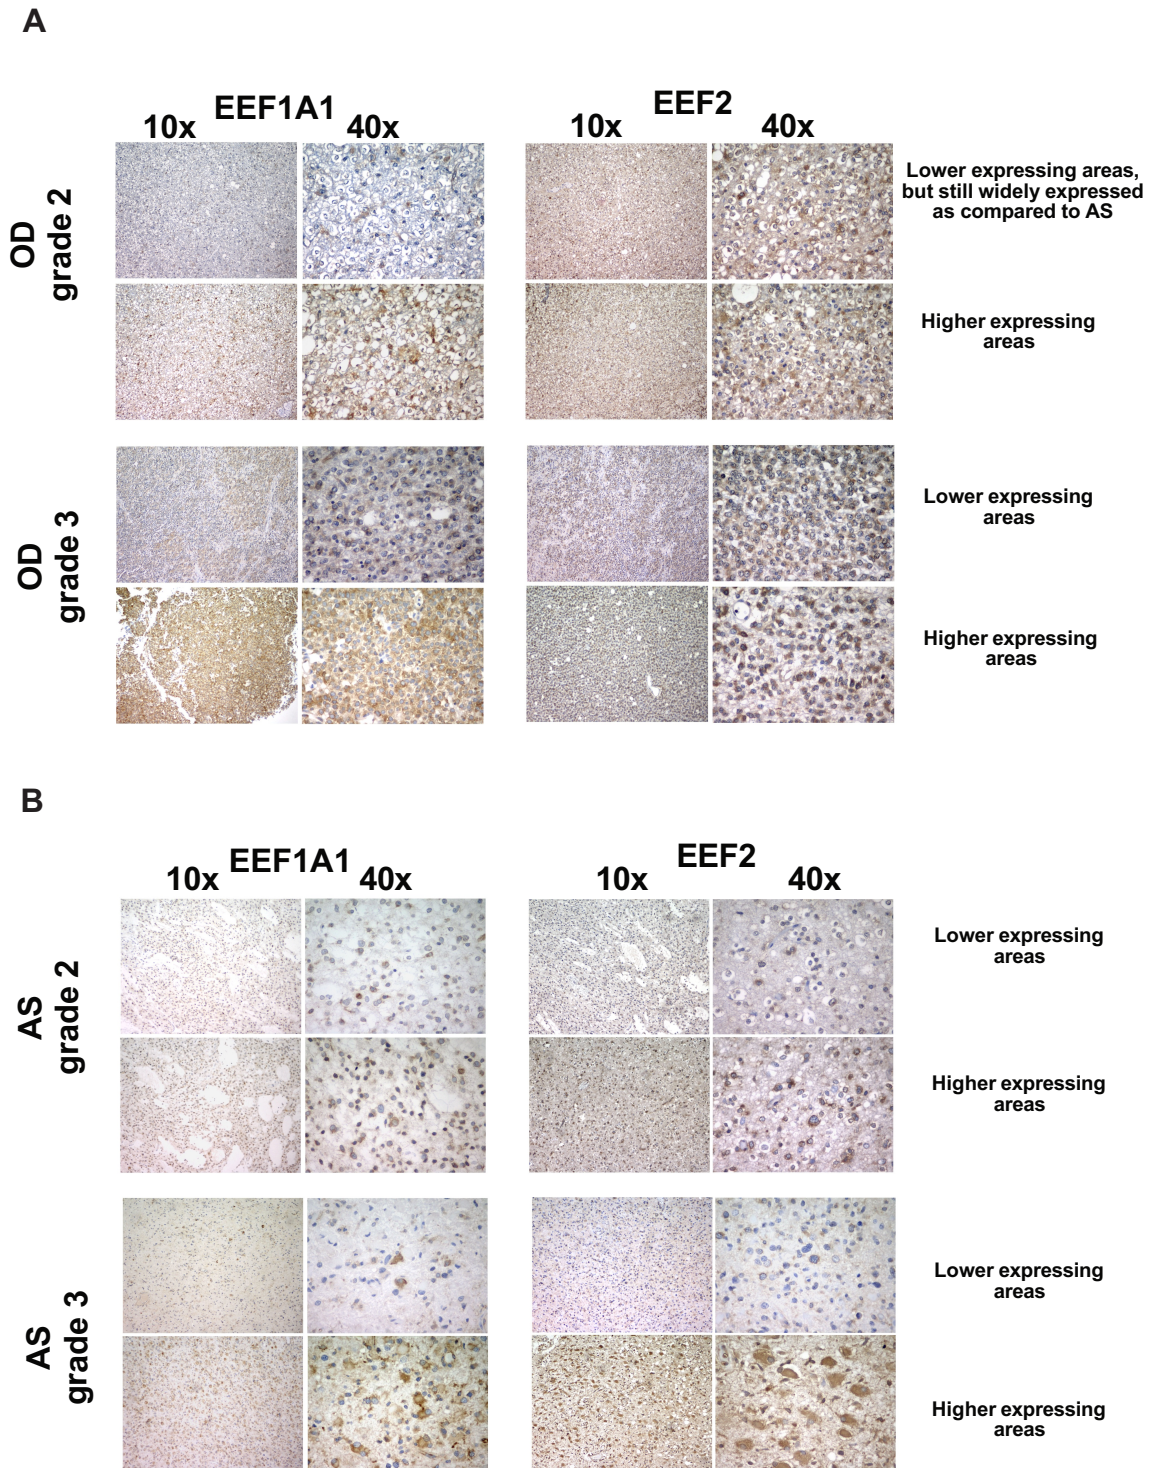 A
EEF1A1
EEF2
10x
40x
10x
40x
OD
grade 2
Lower expressing areas,
but still widely expressed
as compared to AS
Higher expressing
areas
OD
grade 3
Lower expressing
areas
Higher expressing
areas
B
EEF1A1
EEF2
10x
40x
10x
40x
AS
grade 2
Lower expressing
areas
Higher expressing
areas
AS
grade 3
Lower expressing
areas
Higher expressing
areas